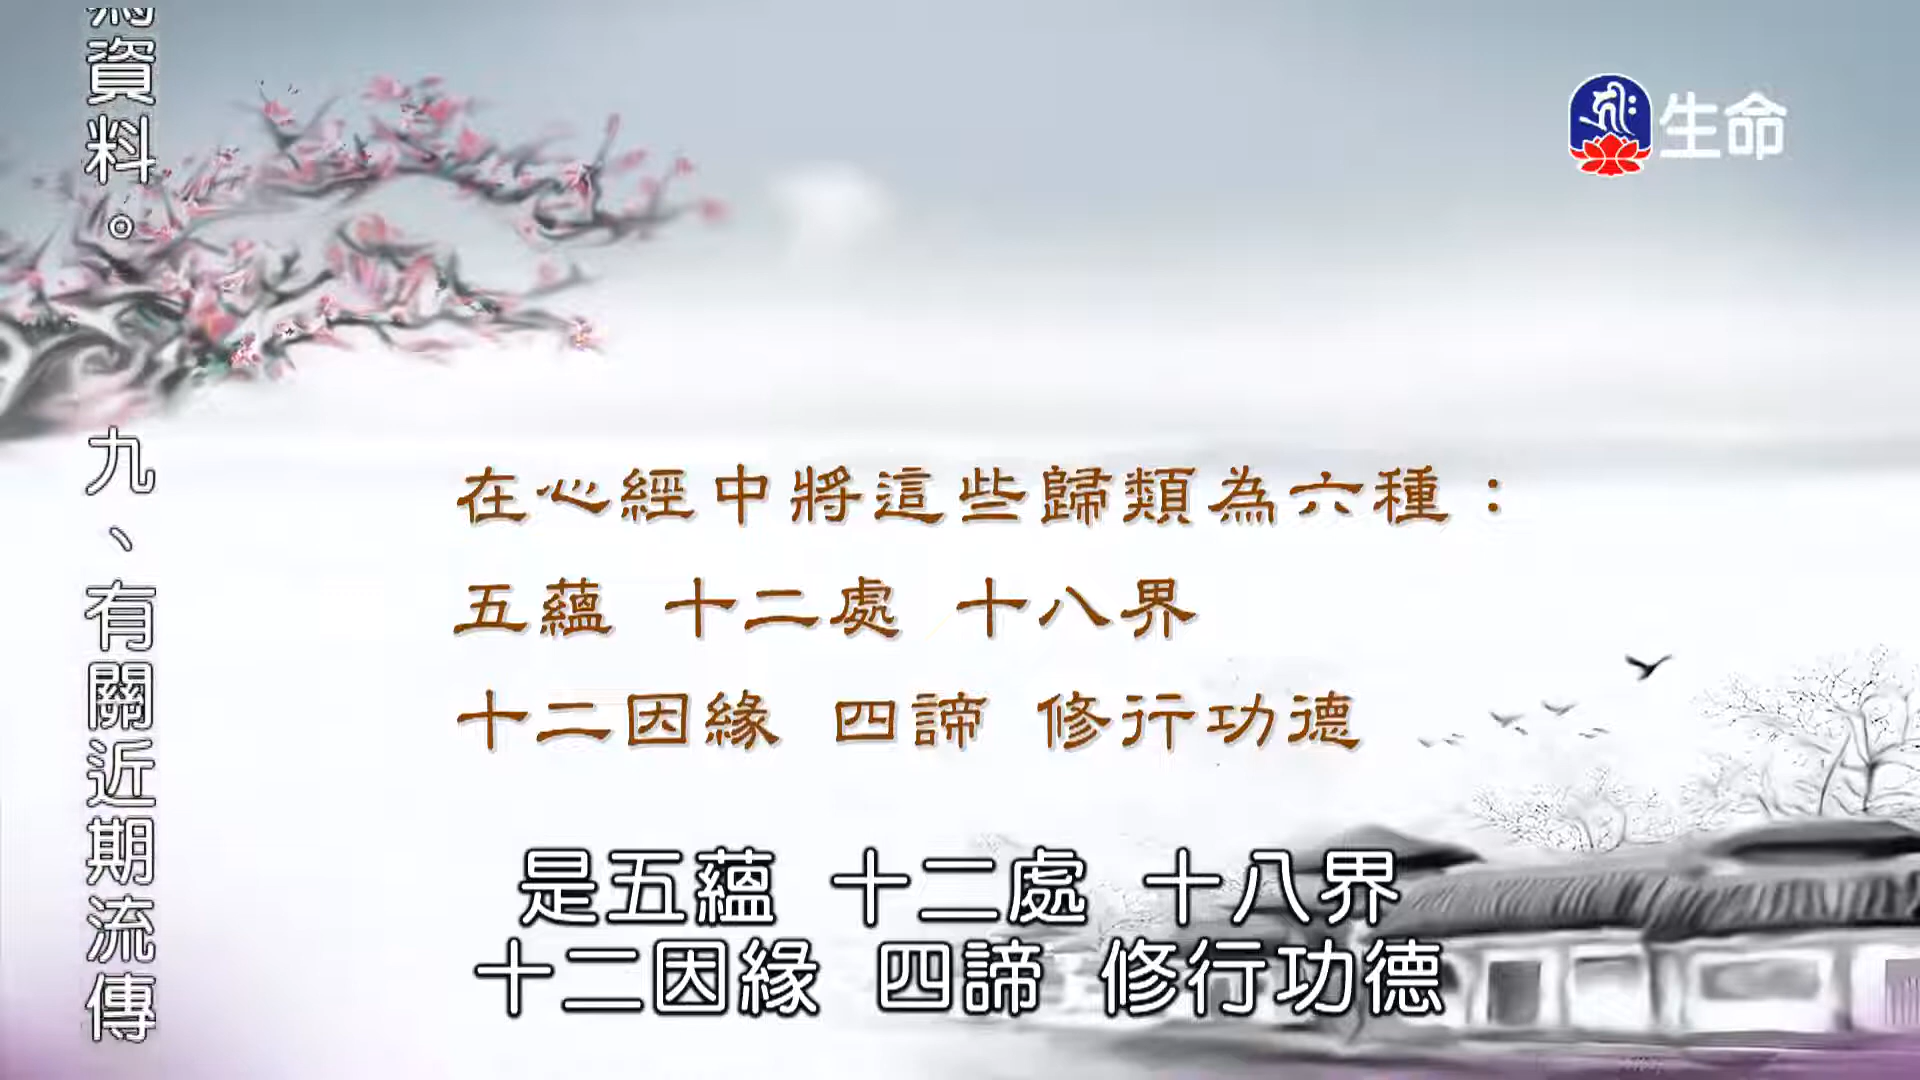 資料。 九、有關近期流傳
生命
在心經中將這些歸類為六種：
五蘊 十二處 十八界
十二因緣 四諦 修行功德
是五蘊 十二處 十八界
十二因緣 四諦 修行功德